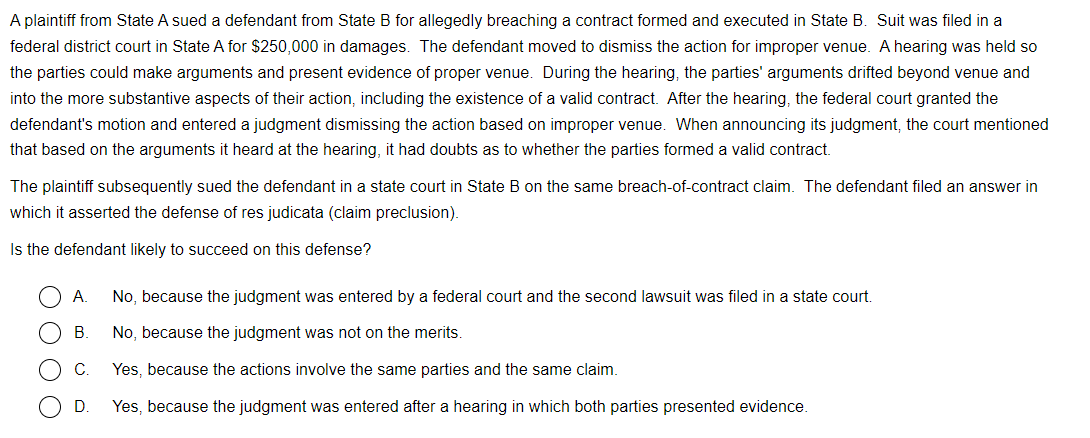 A plaintiff from State A sued a defendant from State B for allegedly breaching a contract formed and executed in State B.  Suit was filed in a
federal district court in State A for $250,000 in damages.  The defendant moved to dismiss the action for improper venue.  A hearing was held so
the parties could make arguments and present evidence of proper venue.  During the hearing, the parties' arguments drifted beyond venue and
into the more substantive aspects of their action, including the existence of a valid contract.  After the hearing, the federal court granted the
defendant's motion and entered a judgment dismissing the action based on improper venue.  When announcing its judgment, the court mentioned
that based on the arguments it heard at the hearing, it had doubts as to whether the parties formed a valid contract.
The plaintiff subsequently sued the defendant in a state court in State B on the same breach-of-contract claim.  The defendant filed an answer in
which it asserted the defense of res judicata (claim preclusion).
Is the defendant likely to succeed on this defense?
A. No, because the judgment was entered by a federal court and the second lawsuit was filed in a state court.
B. No, because the judgment was not on the merits.
C. Yes, because the actions involve the same parties and the same claim.
D. Yes, because the judgment was entered after a hearing in which both parties presented evidence.